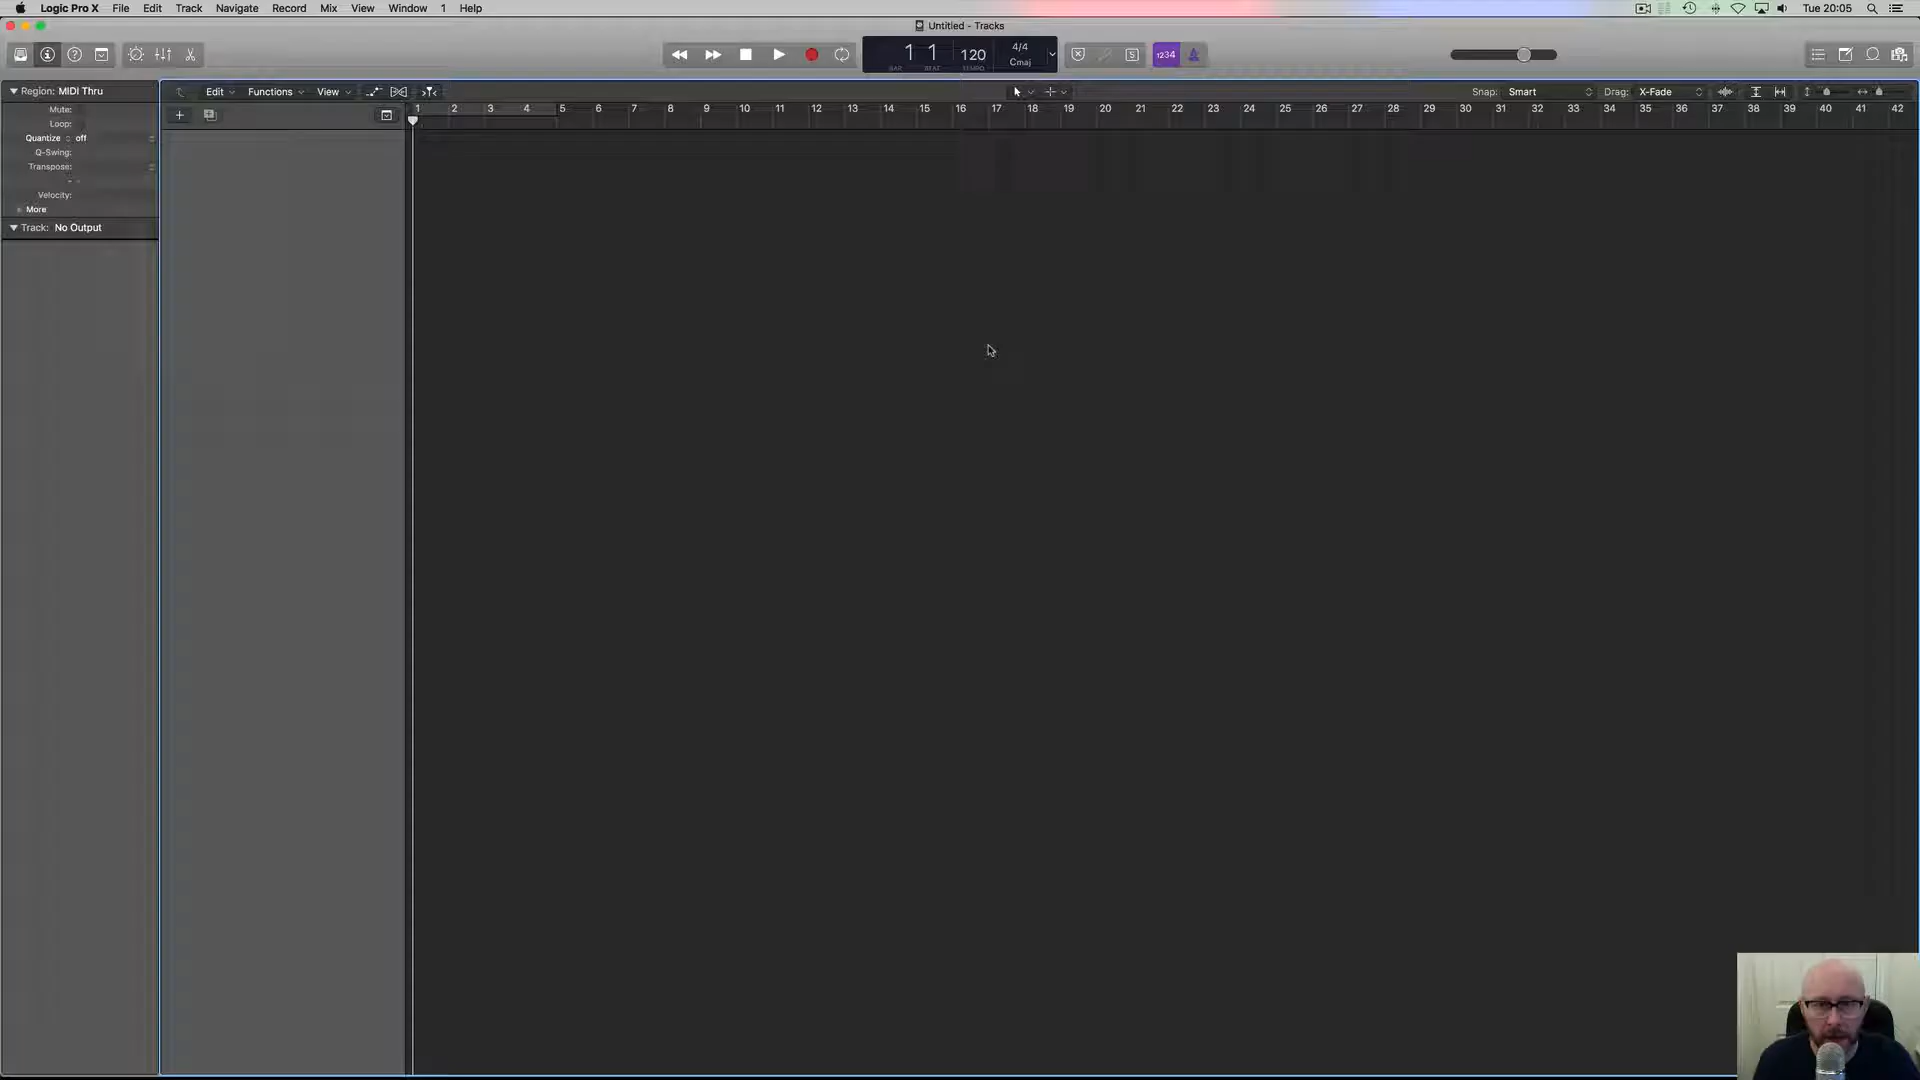 Logic Pro X File Edit Track Navigate Record Mix View Window 1 Help Tue 20:05
Untitled - Tracks
1 1 120 4/4 Cmaj
BAR BEAT TEMPO
S 1234
Region: MIDI Thru
Edit Functions View Snap: Smart Drag: X-Fade
Mute:
1 2 3 4 5 6 7 8 9 10 11 12 13 14 15 16 17 18 19 20 21 22 23 24 25 26 27 28 29 30 31 32 33 34 35 36 37 38 39 40 41 42
Loop:
Quantize off
Q-Swing:
Transpose:
Velocity:
More
Track: No Output